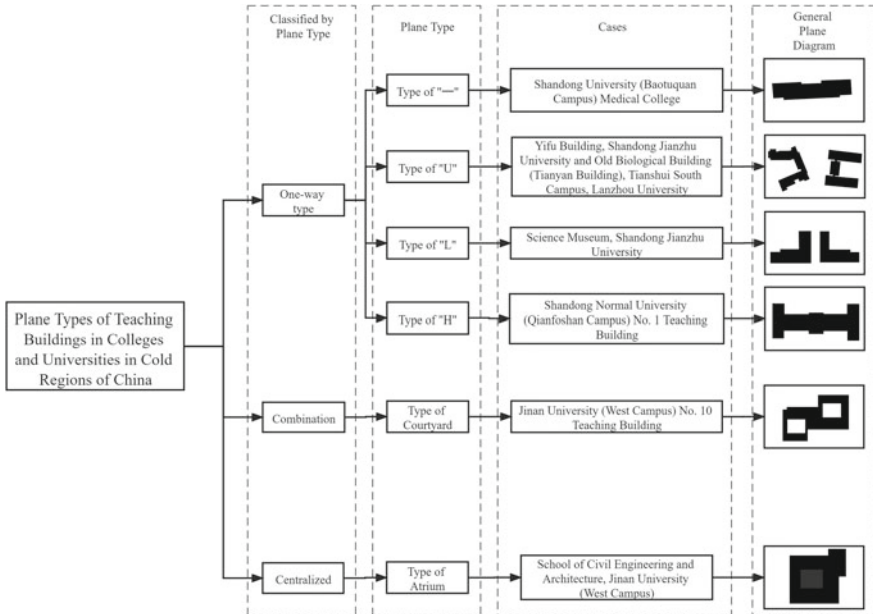 Classified by
Plane Type
Plane Type
Cases
General
Plane
Diagram
Plane Types of Teaching
Buildings in Colleges
and Universities in Cold
Regions of China
One-way
type
Type of "一"
Shandong University (Baotuquan
Campus) Medical College
Type of "U"
Yifu Building, Shandong Jianzhu
University and Old Biological Building
(Tianyan Building), Tianshui South
Campus, Lanzhou University
Type of "L"
Science Museum, Shandong Jianzhu
University
Type of "H"
Shandong Normal University
(Qianfoshan Campus) No. 1 Teaching
Building
Combination
Type of
Courtyard
Jinan University (West Campus) No. 10
Teaching Building
Centralized
Type of
Atrium
School of Civil Engineering and
Architecture, Jinan University
(West Campus)